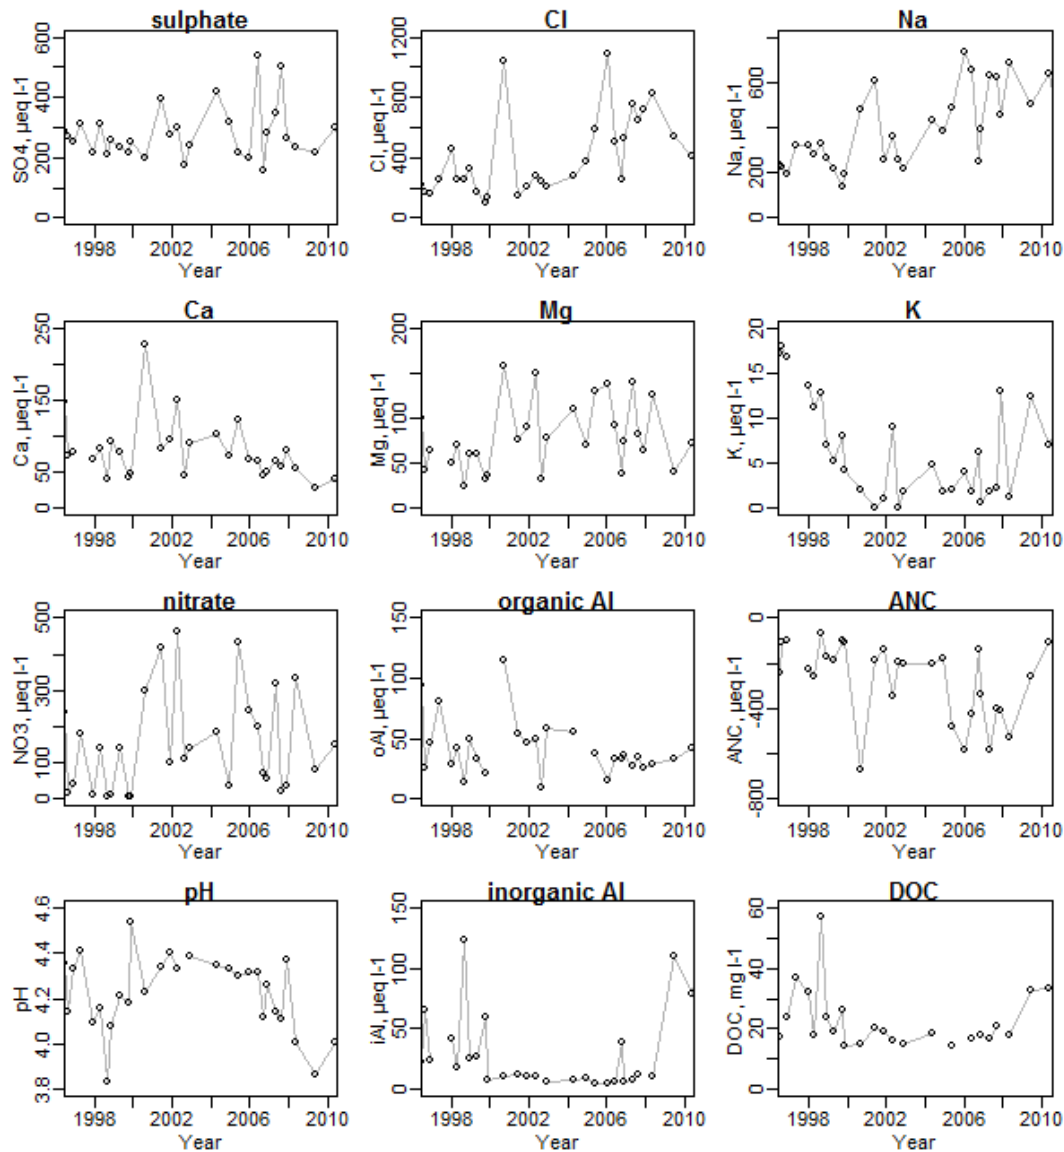 sulphate
SO4, µeq l-1
0 200 400 600
1998 2002 2006 2010
Year
Cl
Cl, µeq l-1
0 400 800 1200
1998 2002 2006 2010
Year
Na
Na, µeq l-1
0 200 600
1998 2002 2006 2010
Year
Ca
Ca, µeq l-1
0 50 150 250
1998 2002 2006 2010
Year
Mg
Mg, µeq l-1
0 50 100 200
1998 2002 2006 2010
Year
K
K, µeq l-1
0 5 10 15 20
1998 2002 2006 2010
Year
nitrate
NO3, µeq l-1
0 100 300 500
1998 2002 2006 2010
Year
organic Al
oAl, µeq l-1
0 50 100 150
1998 2002 2006 2010
Year
ANC
ANC, µeq l-1
-800 -400 0
1998 2002 2006 2010
Year
pH
pH
3.8 4.0 4.2 4.4 4.6
1998 2002 2006 2010
Year
inorganic Al
iAl, µeq l-1
0 50 100 150
1998 2002 2006 2010
Year
DOC
DOC, mg l-1
0 20 40 60
1998 2002 2006 2010
Year